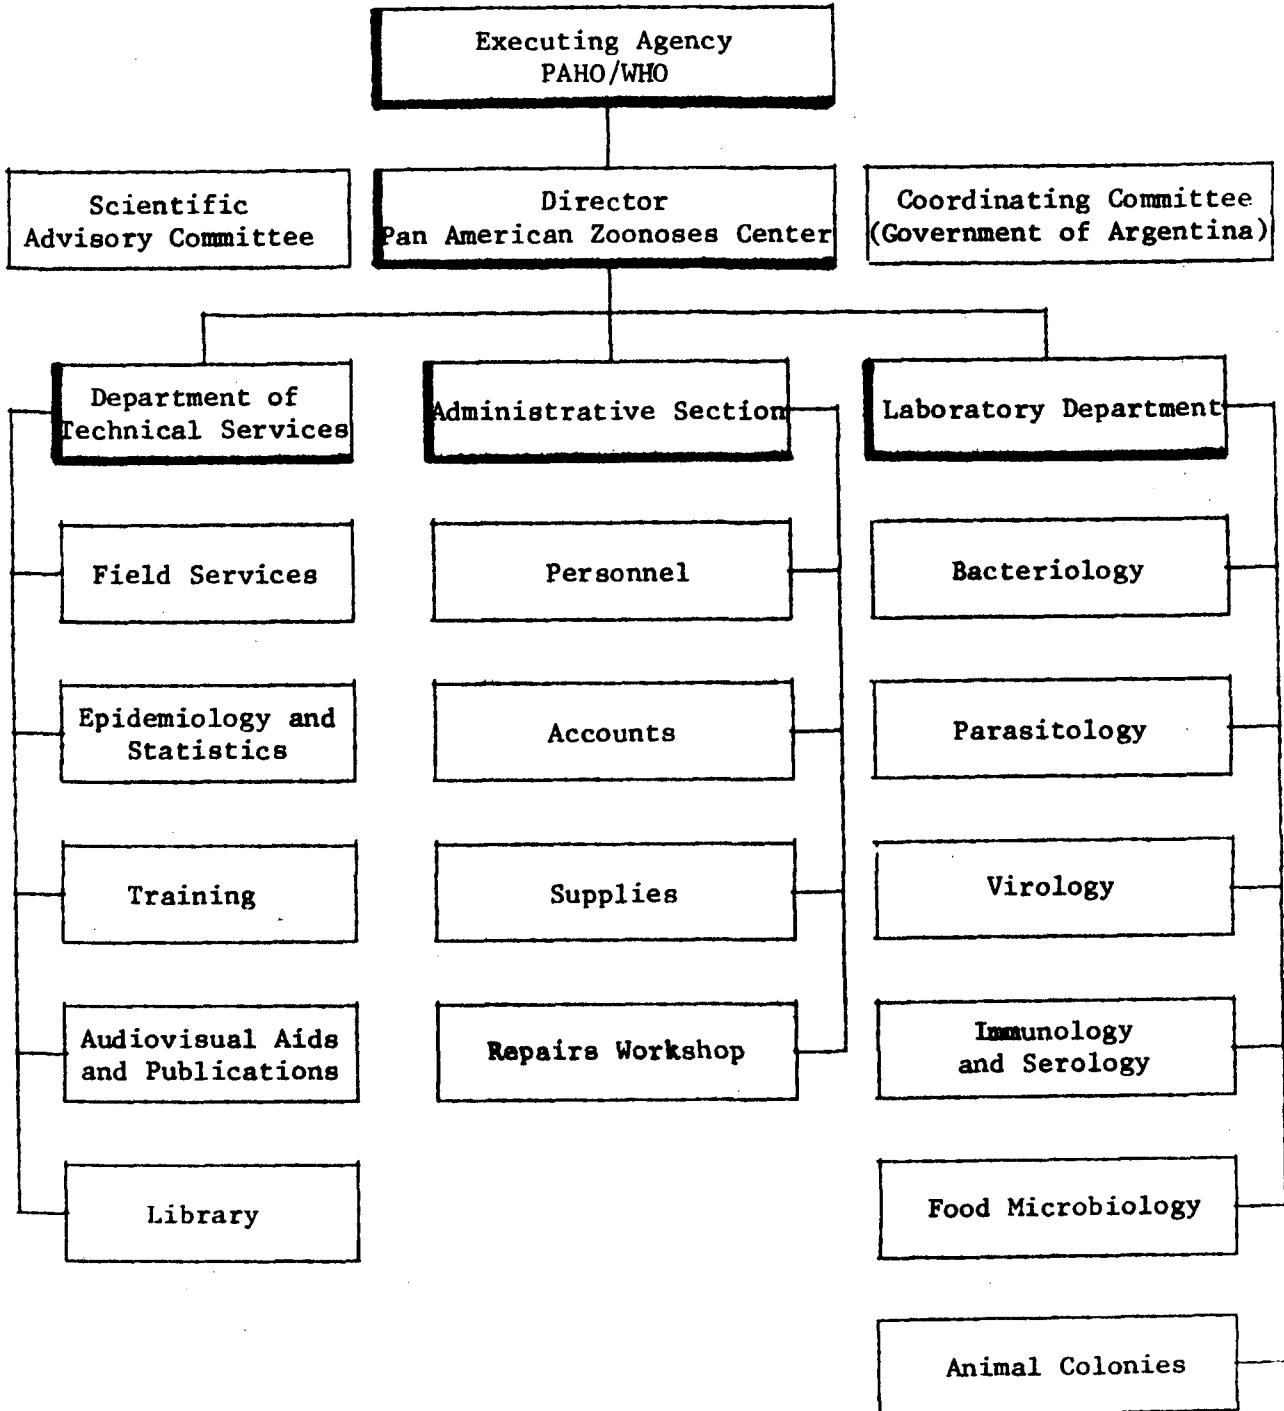 Executing Agency
PAHO/WHO
Scientific
Advisory Committee
Director
Pan American Zoonoses Center
Coordinating Committee
(Government of Argentina)
Department of
Technical Services
Administrative Section
Laboratory Department
Field Services
Personnel
Bacteriology
Epidemiology and
Statistics
Accounts
Parasitology
Training
Supplies
Virology
Audiovisual Aids
and Publications
Repairs Workshop
Immunology
and Serology
Library
Food Microbiology
Animal Colonies